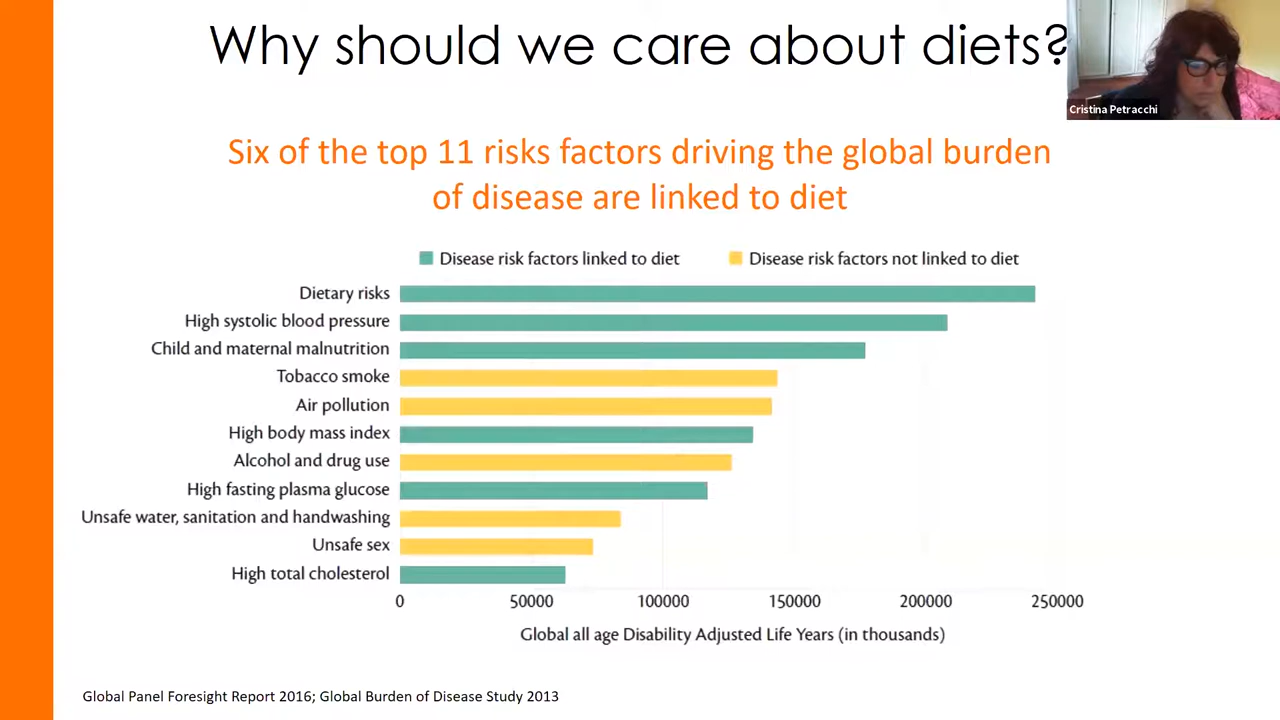 Why should we care about diets?
Cristina Petracchi
Six of the top 11 risks factors driving the global burden
of disease are linked to diet
Disease risk factors linked to diet
Disease risk factors not linked to diet
Dietary risks
High systolic blood pressure
Child and maternal malnutrition
Tobacco smoke
Air pollution
High body mass index
Alcohol and drug use
High fasting plasma glucose
Unsafe water, sanitation and handwashing
Unsafe sex
High total cholesterol
0 50000 100000 150000 200000 250000
Global all age Disability Adjusted Life Years (in thousands)
Global Panel Foresight Report 2016; Global Burden of Disease Study 2013